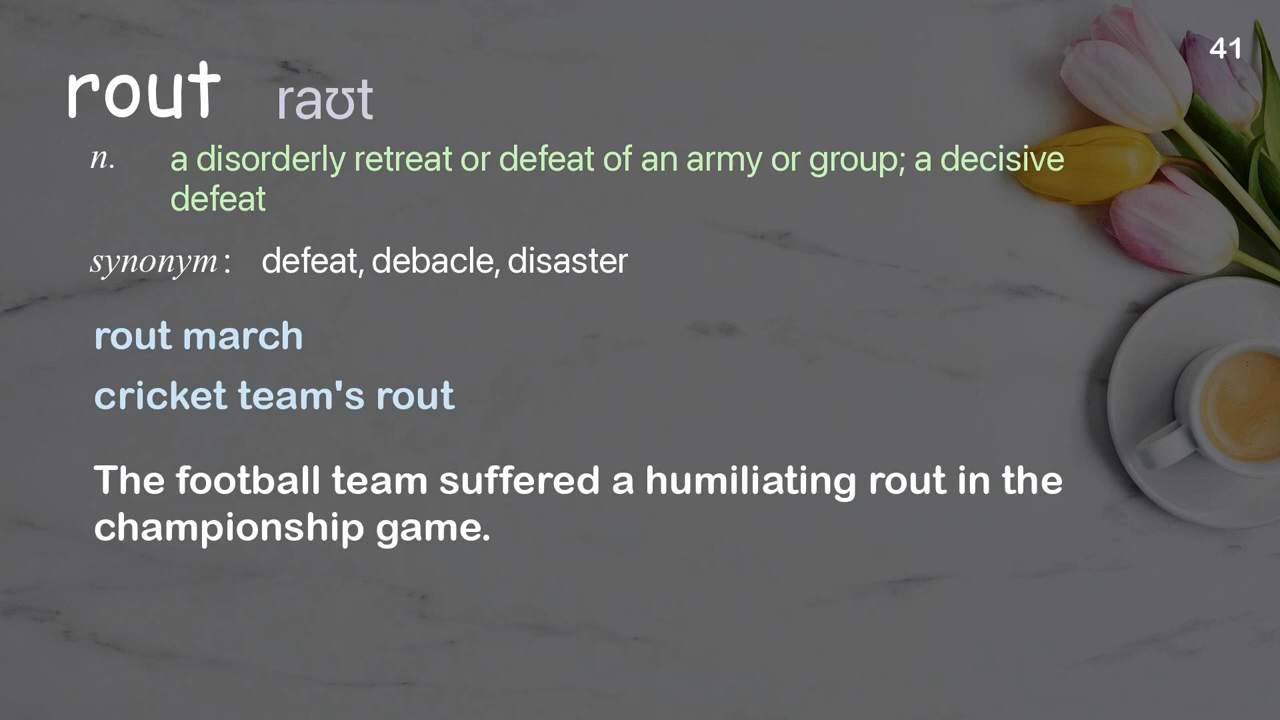 41
rout raʊt
n. a disorderly retreat or defeat of an army or group; a decisive
defeat
synonym: defeat, debacle, disaster
rout march
cricket team's rout
The football team suffered a humiliating rout in the
championship game.